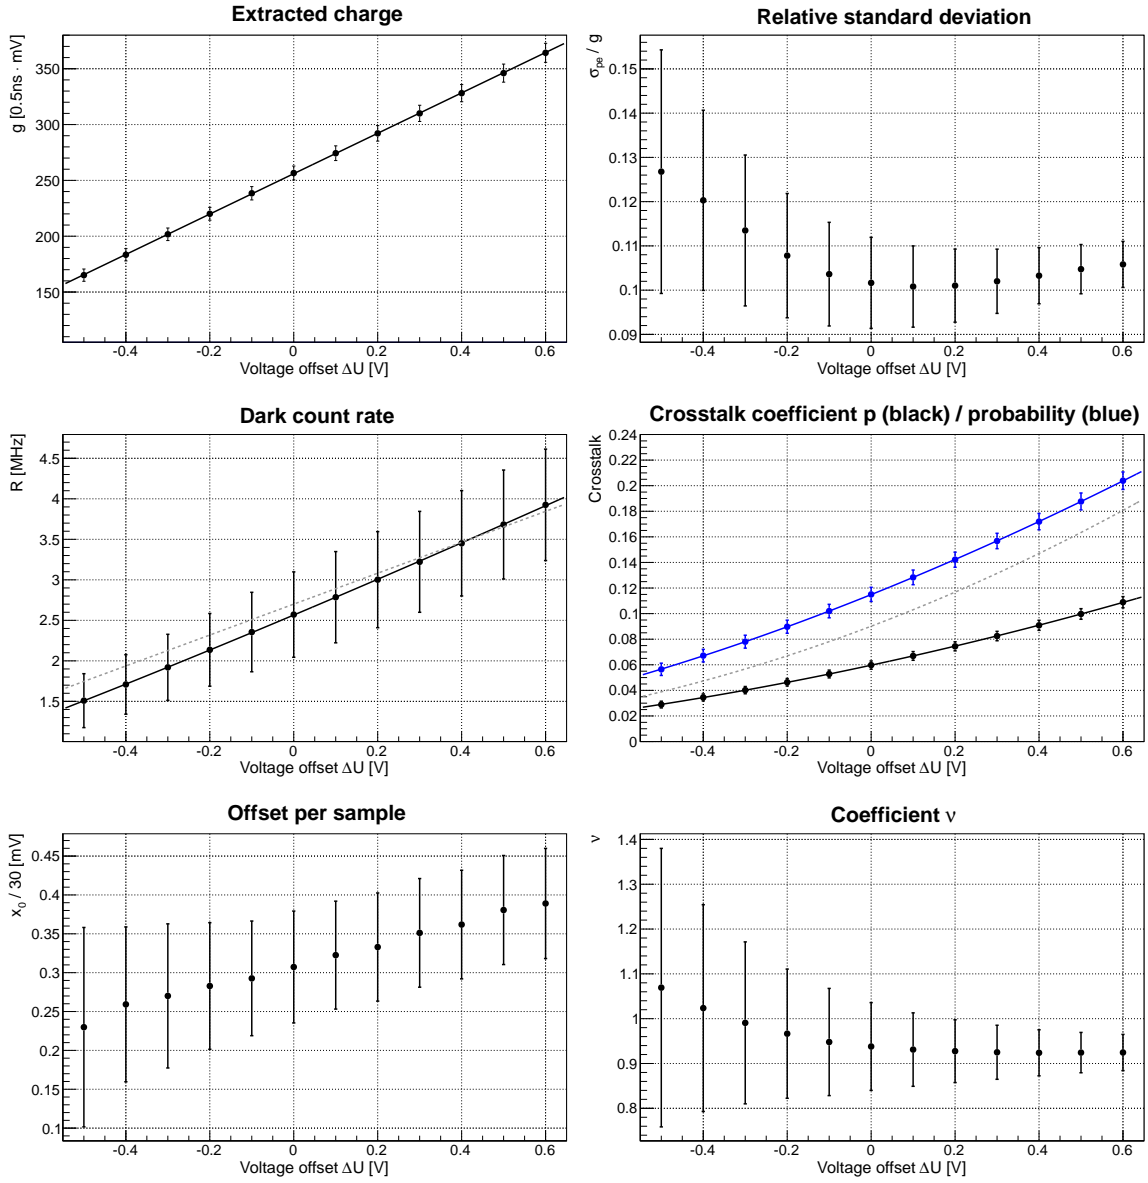 Extracted charge
g [0.5ns · mV]
350
300
250
200
150
-0.4 -0.2 0 0.2 0.4 0.6
Voltage offset ΔU [V]
Relative standard deviation
σpe / g
0.15
0.14
0.13
0.12
0.11
0.1
0.09
-0.4 -0.2 0 0.2 0.4 0.6
Voltage offset ΔU [V]
Dark count rate
R [MHz]
4.5
4
3.5
3
2.5
2
1.5
-0.4 -0.2 0 0.2 0.4 0.6
Voltage offset ΔU [V]
Crosstalk coefficient p (black) / probability (blue)
Crosstalk
0.24
0.22
0.2
0.18
0.16
0.14
0.12
0.1
0.08
0.06
0.04
0.02
0
-0.4 -0.2 0 0.2 0.4 0.6
Voltage offset ΔU [V]
Offset per sample
x0 / 30 [mV]
0.45
0.4
0.35
0.3
0.25
0.2
0.15
0.1
-0.4 -0.2 0 0.2 0.4 0.6
Voltage offset ΔU [V]
Coefficient ν
ν
1.4
1.3
1.2
1.1
1
0.9
0.8
-0.4 -0.2 0 0.2 0.4 0.6
Voltage offset ΔU [V]